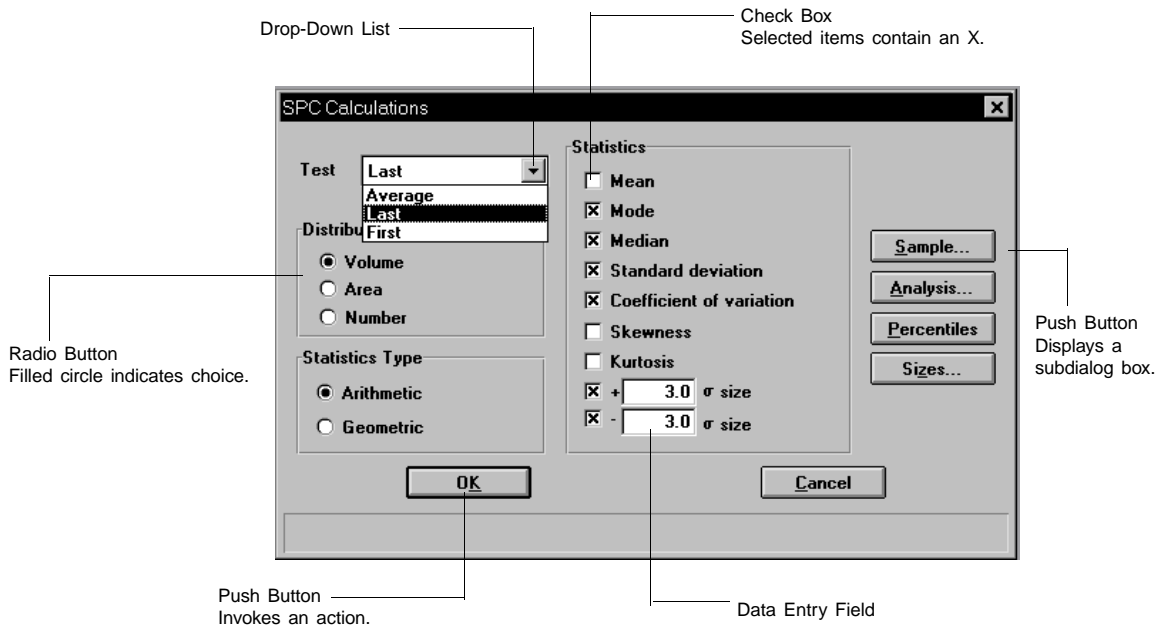 Drop-Down List
Check Box
Selected items contain an X.
SPC Calculations
Test
Last
Average
Last
First
Distribu
Volume
Area
Number
Statistics Type
Arithmetic
Geometric
Statistics
Mean
Mode
Median
Standard deviation
Coefficient of variation
Skewness
Kurtosis
+ 3.0 σ size
- 3.0 σ size
Sample...
Analysis...
Percentiles
Sizes...
OK
Cancel
Radio Button
Filled circle indicates choice.
Push Button
Displays a
subdialog box.
Push Button
Invokes an action.
Data Entry Field